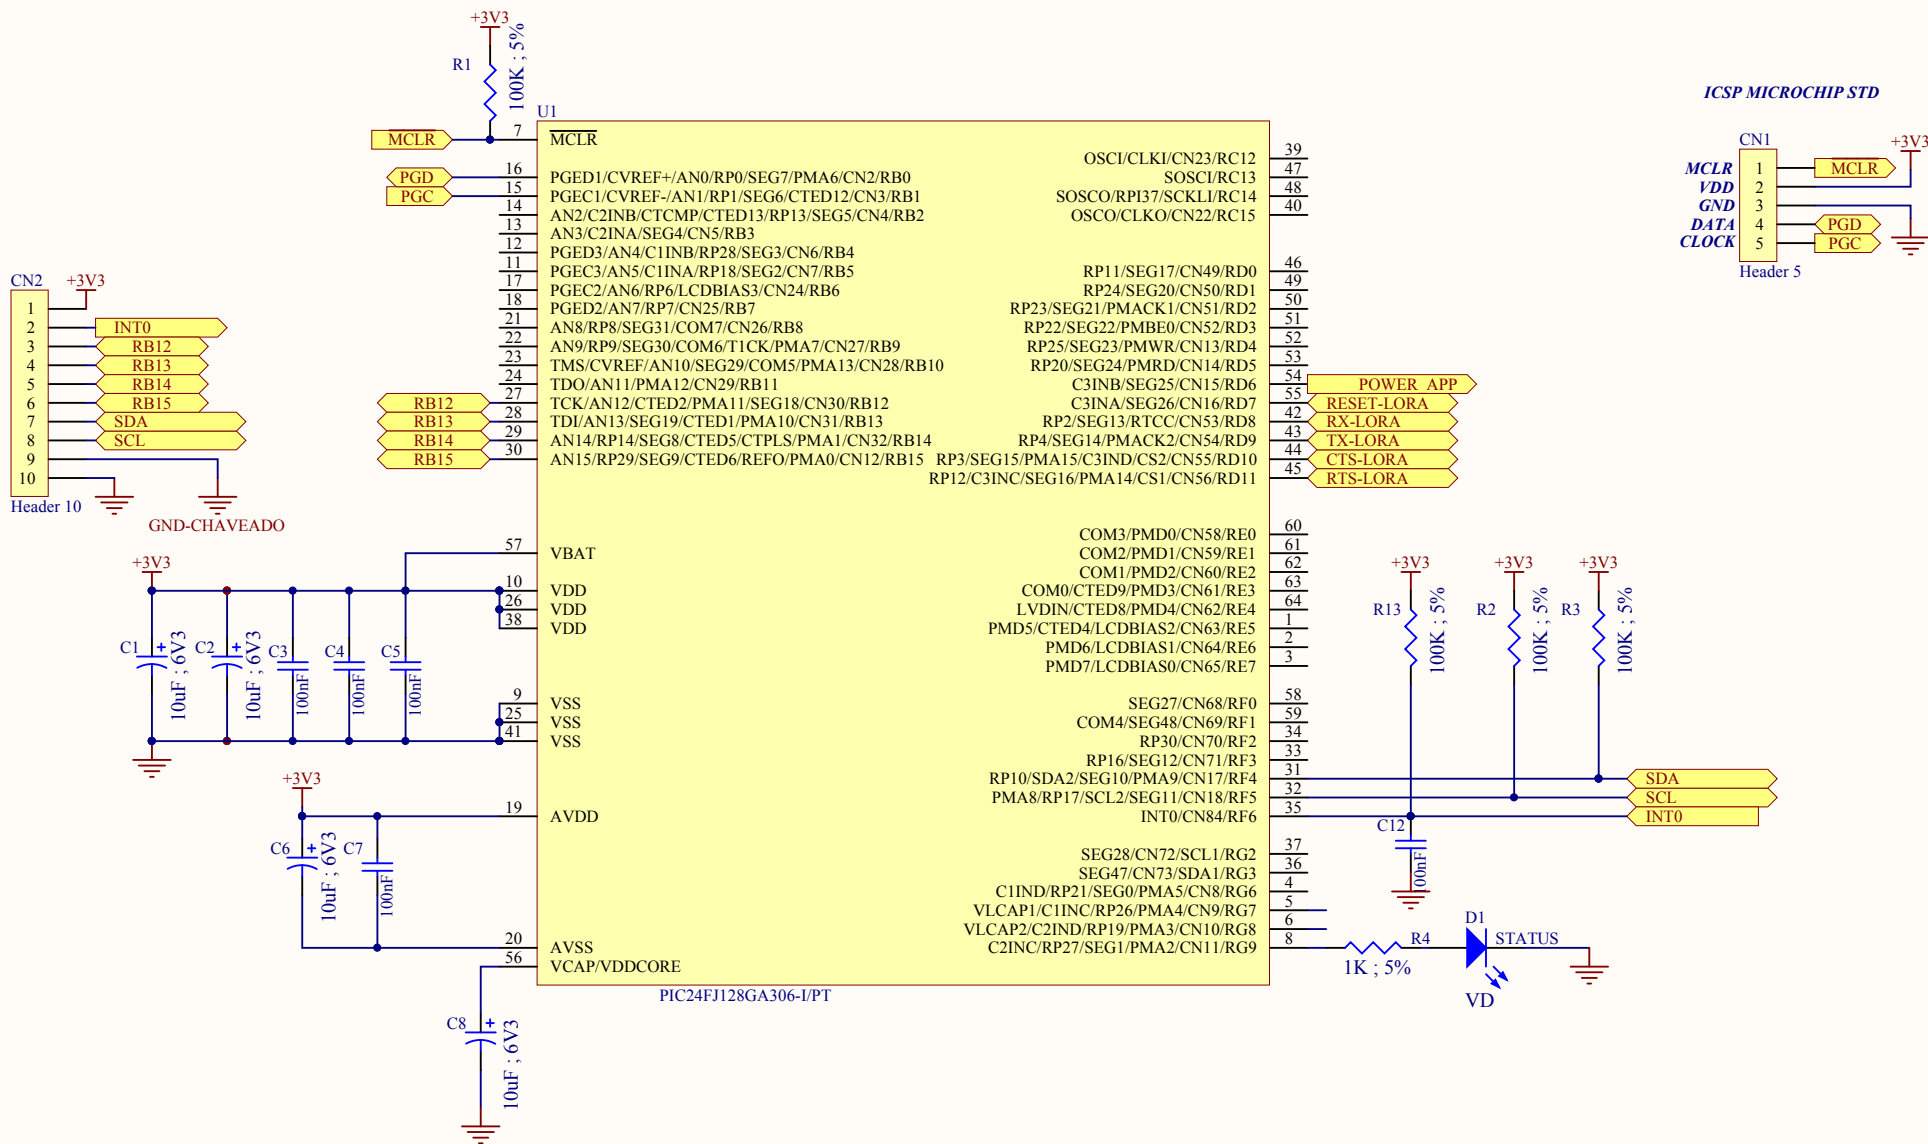 +3V3
R1
100K ; 5%
U1
MCLR
7
MCLR
PGD
16
PGED1/CVREF+/AN0/RP0/SEG7/PMA6/CN2/RB0
PGC
15
PGEC1/CVREF-/AN1/RP1/SEG6/CTED12/CN3/RB1
14
AN2/C2INB/CTCMP/CTED13/RP13/SEG5/CN4/RB2
13
AN3/C2INA/SEG4/CN5/RB3
12
PGED3/AN4/C1INB/RP28/SEG3/CN6/RB4
11
PGEC3/AN5/C1INA/RP18/SEG2/CN7/RB5
17
PGEC2/AN6/RP6/LCDBIAS3/CN24/RB6
18
PGED2/AN7/RP7/CN25/RB7
21
AN8/RP8/SEG31/COM7/CN26/RB8
22
AN9/RP9/SEG30/COM6/T1CK/PMA7/CN27/RB9
23
TMS/CVREF/AN10/SEG29/COM5/PMA13/CN28/RB10
24
TDO/AN11/PMA12/CN29/RB11
RB12
27
TCK/AN12/CTED2/PMA11/SEG18/CN30/RB12
RB13
28
TDI/AN13/SEG19/CTED1/PMA10/CN31/RB13
RB14
29
AN14/RP14/SEG8/CTED5/CTPLS/PMA1/CN32/RB14
RB15
30
AN15/RP29/SEG9/CTED6/REFO/PMA0/CN12/RB15
57
VBAT
10
VDD
26
VDD
38
VDD
9
VSS
25
VSS
41
VSS
19
AVDD
20
AVSS
56
VCAP/VDDCORE
PIC24FJ128GA306-I/PT
OSCI/CLKI/CN23/RC12
39
SOSCI/RC13
47
SOSCO/RPI37/SCKLI/RC14
48
OSCO/CLKO/CN22/RC15
40
RP11/SEG17/CN49/RD0
46
RP24/SEG20/CN50/RD1
49
RP23/SEG21/PMACK1/CN51/RD2
50
RP22/SEG22/PMBE0/CN52/RD3
51
RP25/SEG23/PMWR/CN13/RD4
52
RP20/SEG24/PMRD/CN14/RD5
53
C3INB/SEG25/CN15/RD6
54
POWER_APP
C3INA/SEG26/CN16/RD7
55
RESET-LORA
RP2/SEG13/RTCC/CN53/RD8
42
RX-LORA
RP4/SEG14/PMACK2/CN54/RD9
43
TX-LORA
RP3/SEG15/PMA15/C3IND/CS2/CN55/RD10
44
CTS-LORA
RP12/C3INC/SEG16/PMA14/CS1/CN56/RD11
45
RTS-LORA
COM3/PMD0/CN58/RE0
60
COM2/PMD1/CN59/RE1
61
COM1/PMD2/CN60/RE2
62
COM0/CTED9/PMD3/CN61/RE3
63
LVDIN/CTED8/PMD4/CN62/RE4
64
PMD5/CTED4/LCDBIAS2/CN63/RE5
1
PMD6/LCDBIAS1/CN64/RE6
2
PMD7/LCDBIAS0/CN65/RE7
3
SEG27/CN68/RF0
58
COM4/SEG48/CN69/RF1
59
RP30/CN70/RF2
34
RP16/SEG12/CN71/RF3
33
RP10/SDA2/SEG10/PMA9/CN17/RF4
31
SDA
PMA8/RP17/SCL2/SEG11/CN18/RF5
32
SCL
INT0/CN84/RF6
35
INT0
SEG28/CN72/SCL1/RG2
37
SEG47/CN73/SDA1/RG3
36
C1IND/RP21/SEG0/PMA5/CN8/RG6
4
VLCAP1/C1INC/RP26/PMA4/CN9/RG7
5
VLCAP2/C2IND/RP19/PMA3/CN10/RG8
6
C2INC/RP27/SEG1/PMA2/CN11/RG9
8
R4
1K ; 5%
D1
STATUS
VD
+3V3
R13
100K ; 5%
+3V3
R2
100K ; 5%
+3V3
R3
100K ; 5%
C12
100nF
ICSP MICROCHIP STD
CN1
+3V3
MCLR
1
MCLR
VDD
2
GND
3
DATA
4
PGD
CLOCK
5
PGC
Header 5
CN2
+3V3
1
2
INT0
3
RB12
4
RB13
5
RB14
6
RB15
7
SDA
8
SCL
9
10
Header 10
GND-CHAVEADO
+3V3
C1
+
10uF ; 6V3
C2
+
10uF ; 6V3
C3
100nF
C4
100nF
C5
100nF
+3V3
C6
+
10uF ; 6V3
C7
100nF
C8
+
10uF ; 6V3